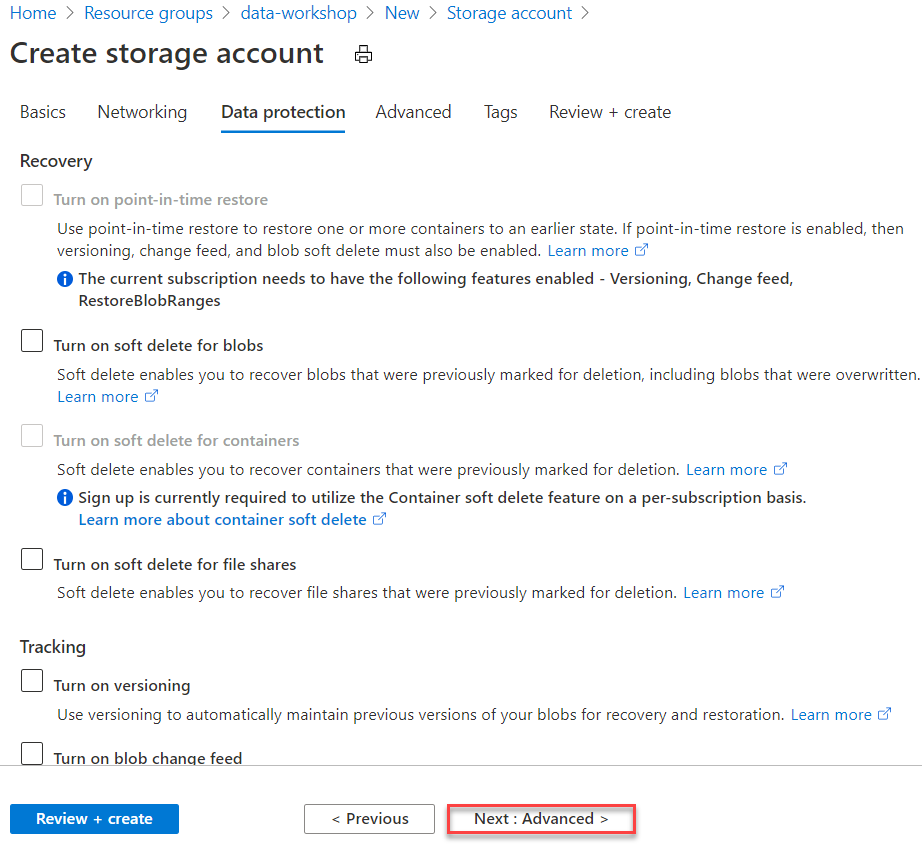 Home > Resource groups > data-workshop > New > Storage account >
Create storage account
Basics Networking Data protection Advanced Tags Review + create
Recovery
Turn on point-in-time restore
Use point-in-time restore to restore one or more containers to an earlier state. If point-in-time restore is enabled, then
versioning, change feed, and blob soft delete must also be enabled. Learn more
The current subscription needs to have the following features enabled - Versioning, Change feed,
RestoreBlobRanges
Turn on soft delete for blobs
Soft delete enables you to recover blobs that were previously marked for deletion, including blobs that were overwritten.
Learn more
Turn on soft delete for containers
Soft delete enables you to recover containers that were previously marked for deletion. Learn more
Sign up is currently required to utilize the Container soft delete feature on a per-subscription basis.
Learn more about container soft delete
Turn on soft delete for file shares
Soft delete enables you to recover file shares that were previously marked for deletion. Learn more
Tracking
Turn on versioning
Use versioning to automatically maintain previous versions of your blobs for recovery and restoration. Learn more
Turn on blob change feed
Review + create < Previous Next : Advanced >